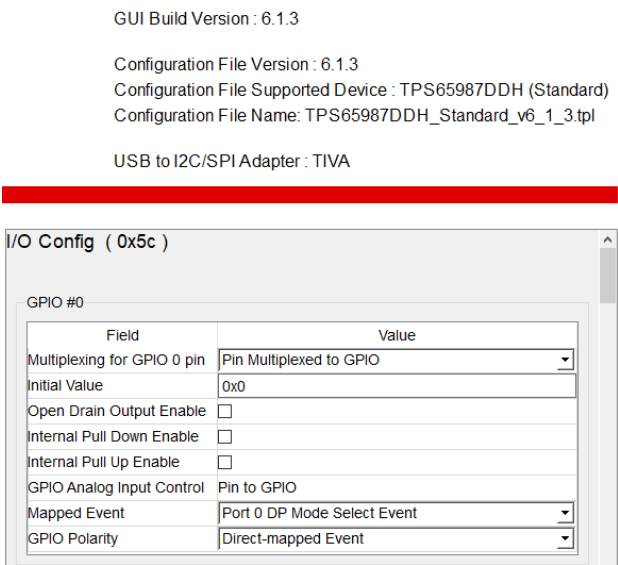 GUI Build Version : 6.1.3
Configuration File Version : 6.1.3
Configuration File Supported Device : TPS65987DDH (Standard)
Configuration File Name: TPS65987DDH_Standard_v6_1_3.tpl
USB to I2C/SPI Adapter : TIVA
I/O Config ( 0x5c )
GPIO #0
Field Value
Multiplexing for GPIO 0 pin Pin Multiplexed to GPIO
Initial Value 0x0
Open Drain Output Enable
Internal Pull Down Enable
Internal Pull Up Enable
GPIO Analog Input Control Pin to GPIO
Mapped Event Port 0 DP Mode Select Event
GPIO Polarity Direct-mapped Event